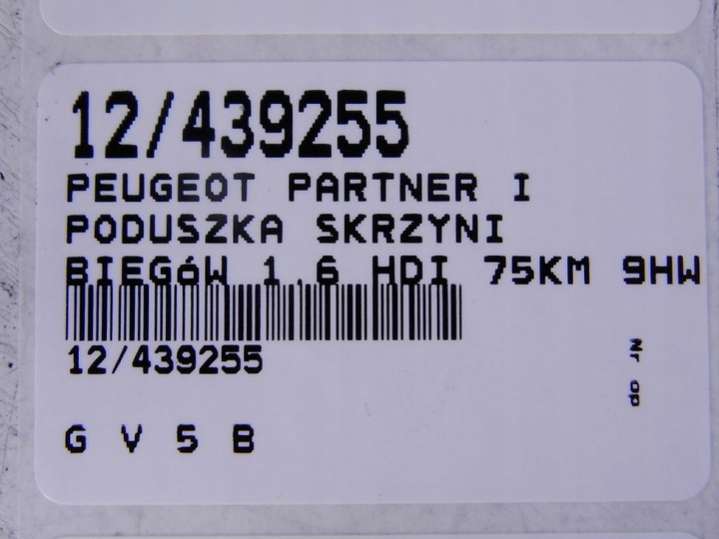 12/439255
PEUGEOT PARTNER I
PODUSZKA SKRZYNI
BIEGóW 1.6 HDI 75KM 9HW
12/439255
Nr op
G V 5 B